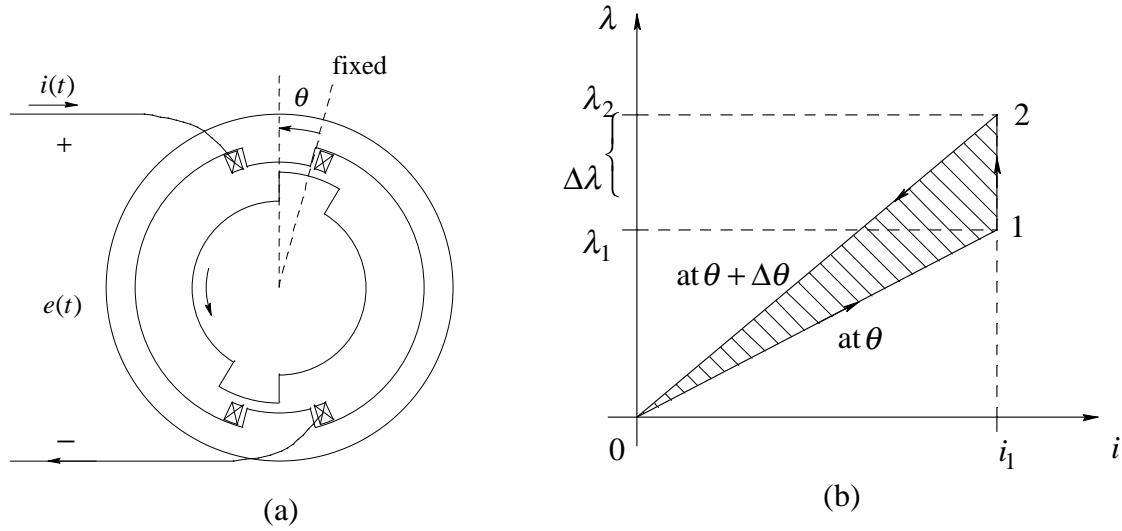 i(t)
+
e(t)
−
θ
fixed
(a)
λ
λ₂
Δλ
λ₁
0
at θ + Δθ
at θ
2
1
i₁
i
(b)